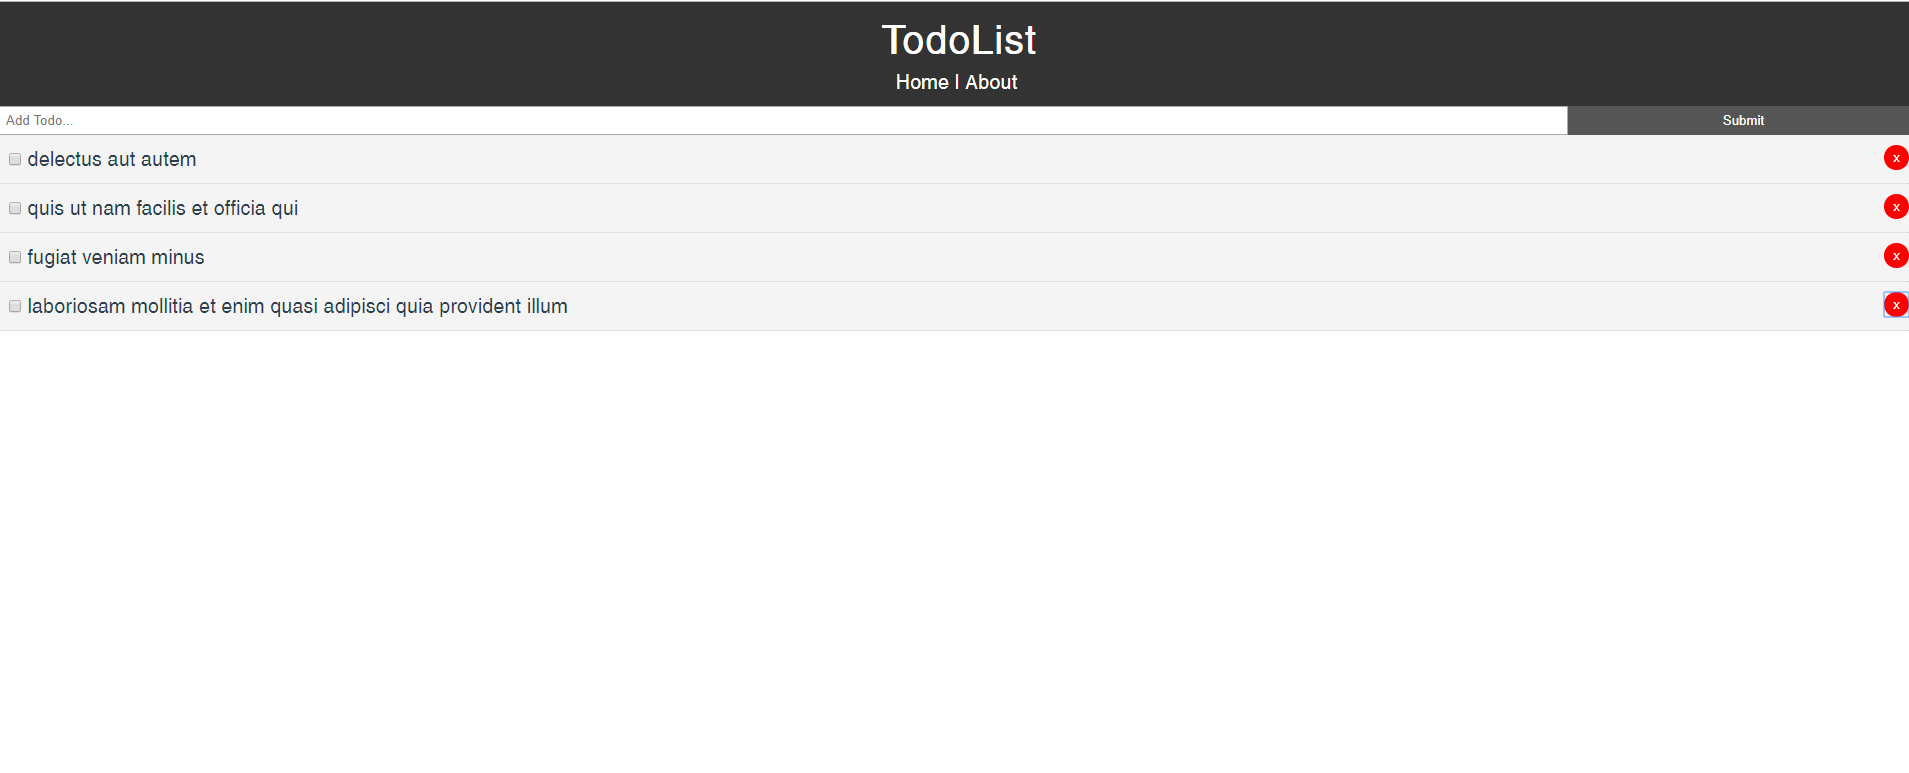 TodoList
Home | About
Add Todo... Submit
delectus aut autem x
quis ut nam facilis et officia qui x
fugiat veniam minus x
laboriosam mollitia et enim quasi adipisci quia provident illum x